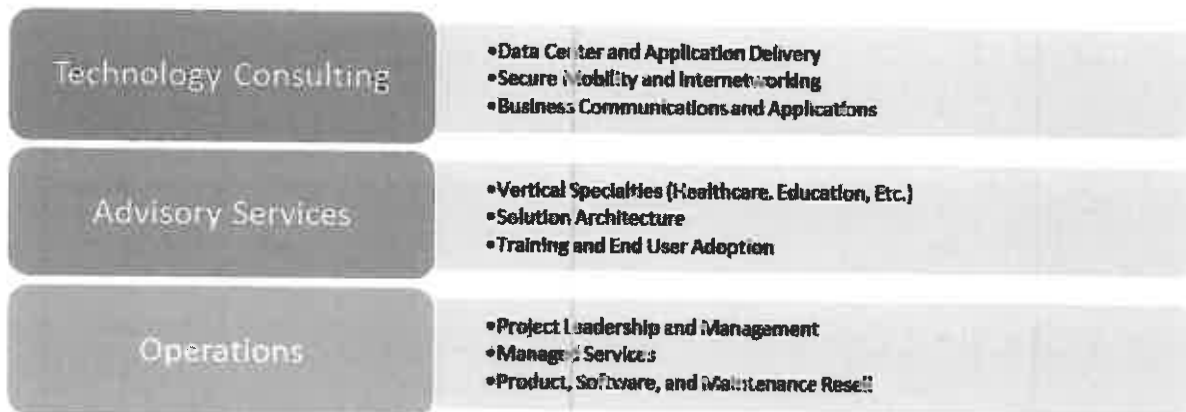 Technology Consulting
•Data Center and Application Delivery
•Secure Mobility and Internetworking
•Business Communications and Applications
Advisory Services
•Vertical Specialties (Healthcare. Education, Etc.)
•Solution Architecture
•Training and End User Adoption
Operations
•Project Leadership and Management
•Managed Services
•Product, Software, and Maintenance Resell